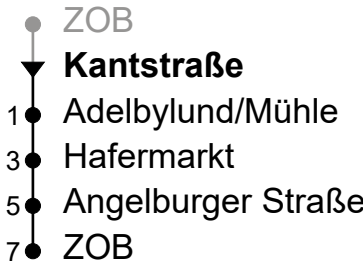 ZOB
Kantstraße
1 Adelbylund/Mühle
3 Hafermarkt
5 Angelburger Straße
7 ZOB